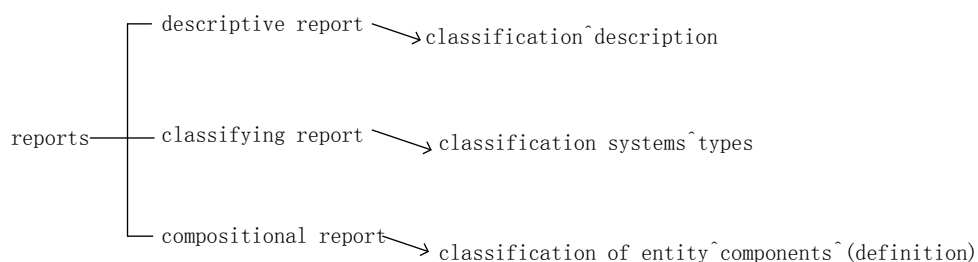 descriptive report
classification^description
reports
classifying report
classification systems^types
compositional report
classification of entity^components^(definition)